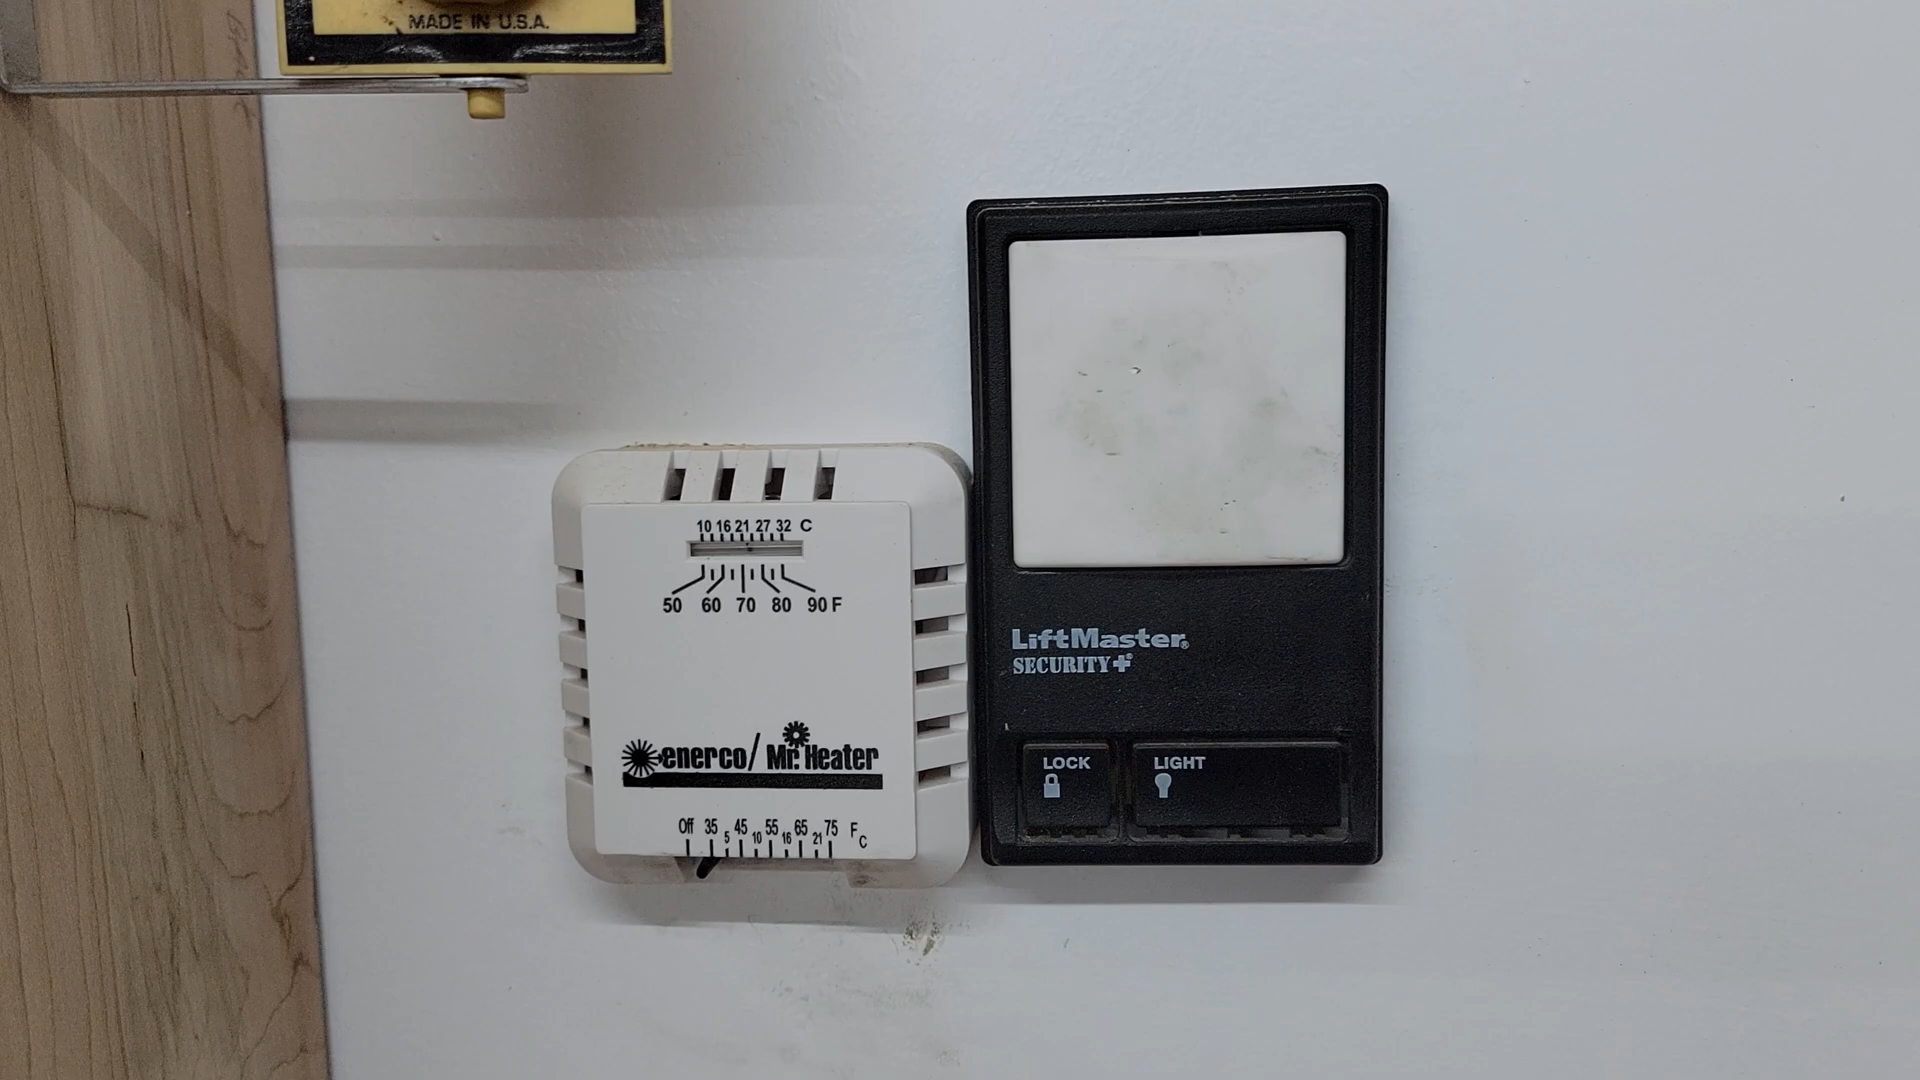 MADE IN U.S.A.
10 16 21 27 32 C
50 60 70 80 90 F
enerco/ Mr. Heater
Off 35 45 55 65 75 F
5 10 16 21 C
LiftMaster®
SECURITY+®
LOCK LIGHT